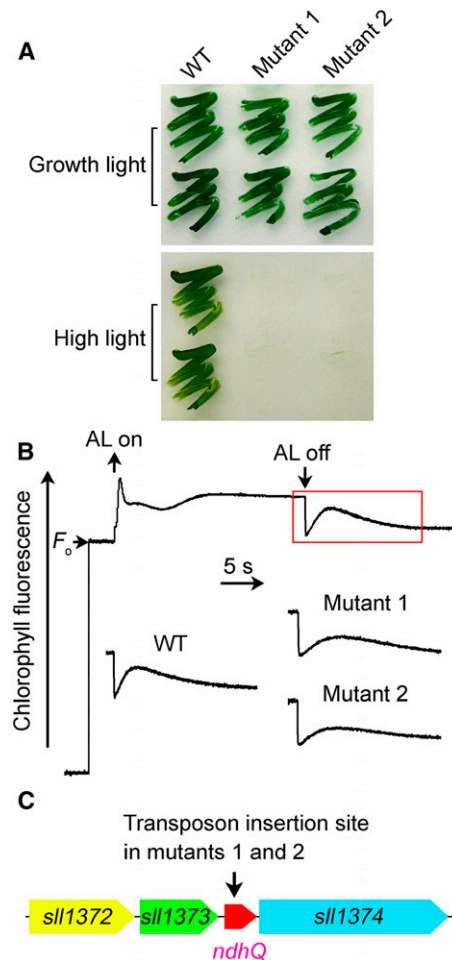 A
WT
Mutant 1
Mutant 2
Growth light
High light
B
AL on
AL off
Fo
5 s
Chlorophyll fluorescence
WT
Mutant 1
Mutant 2
C
Transposon insertion site
in mutants 1 and 2
sll1372
sll1373
sll1374
ndhQ